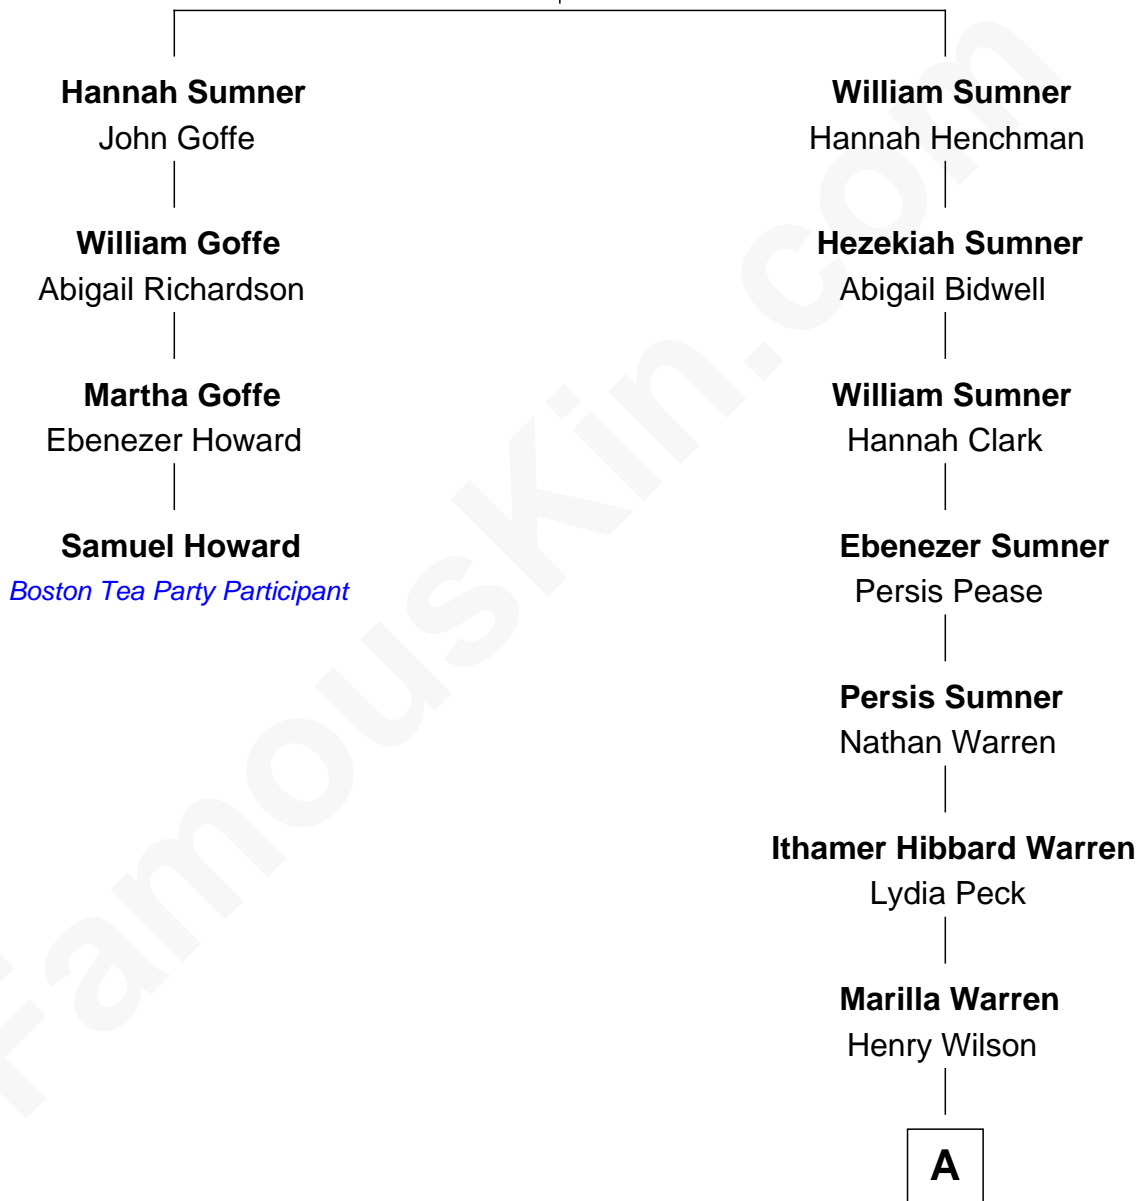 Hannah Sumner
John Goffe
William Goffe
Abigail Richardson
Martha Goffe
Ebenezer Howard
Samuel Howard
Boston Tea Party Participant
William Sumner
Hannah Henchman
Hezekiah Sumner
Abigail Bidwell
William Sumner
Hannah Clark
Ebenezer Sumner
Persis Pease
Persis Sumner
Nathan Warren
Ithamer Hibbard Warren
Lydia Peck
Marilla Warren
Henry Wilson
A
FamousKin.com